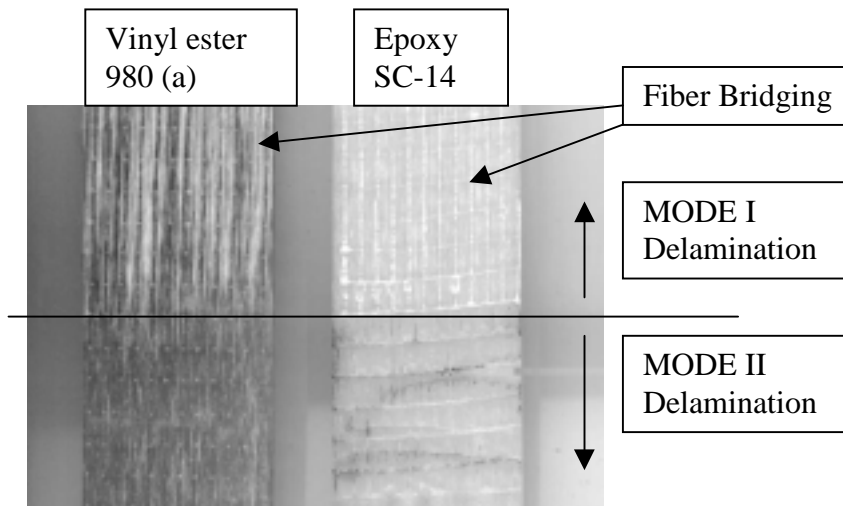 Vinyl ester
980 (a)
Epoxy
SC-14
Fiber Bridging
MODE I
Delamination
MODE II
Delamination